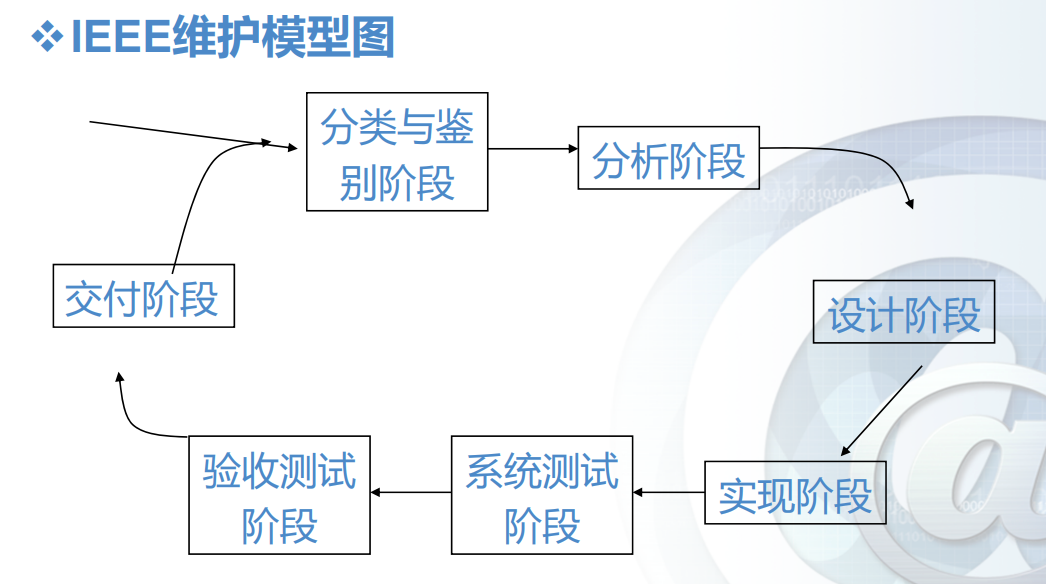 IEEE维护模型图
分类与鉴
别阶段
分析阶段
设计阶段
实现阶段
系统测试
阶段
验收测试
阶段
交付阶段